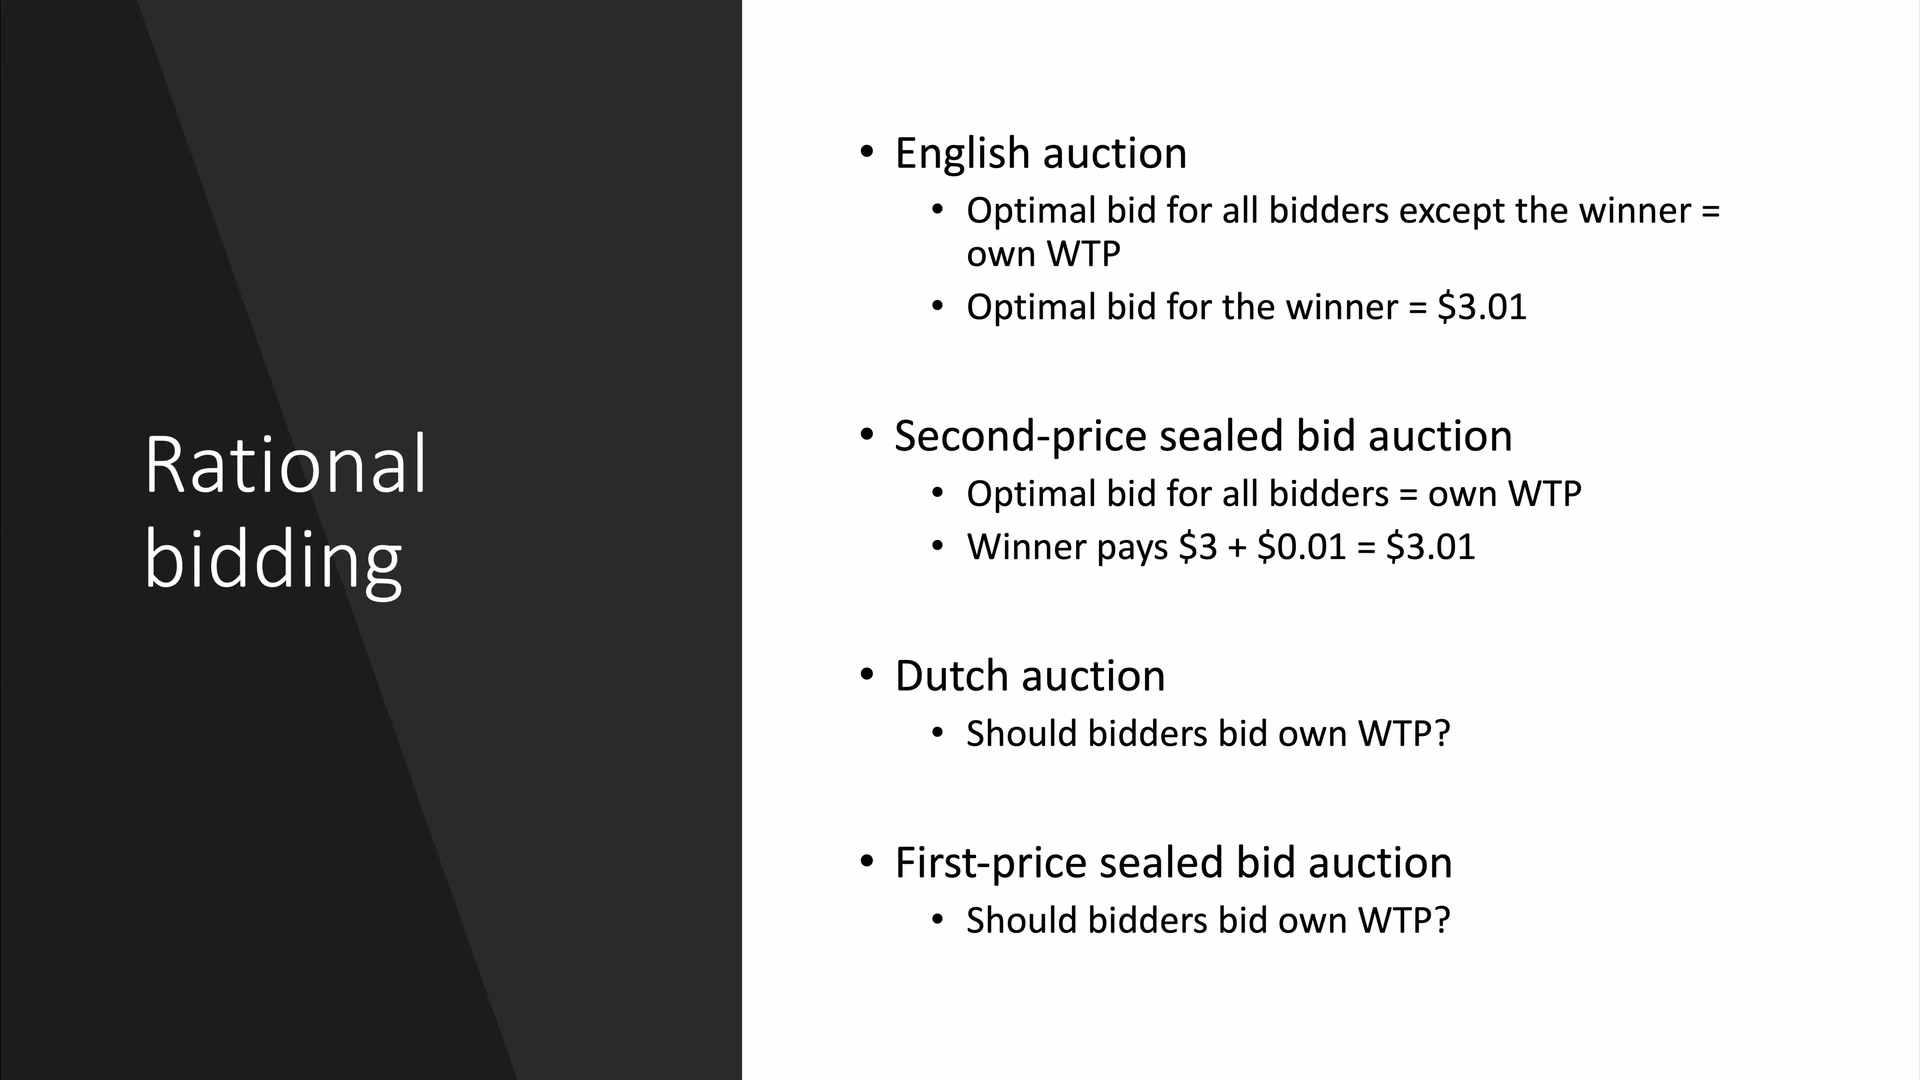 Rational
bidding
• English auction
• Optimal bid for all bidders except the winner =
own WTP
• Optimal bid for the winner = $3.01
• Second-price sealed bid auction
• Optimal bid for all bidders = own WTP
• Winner pays $3 + $0.01 = $3.01
• Dutch auction
• Should bidders bid own WTP?
• First-price sealed bid auction
• Should bidders bid own WTP?